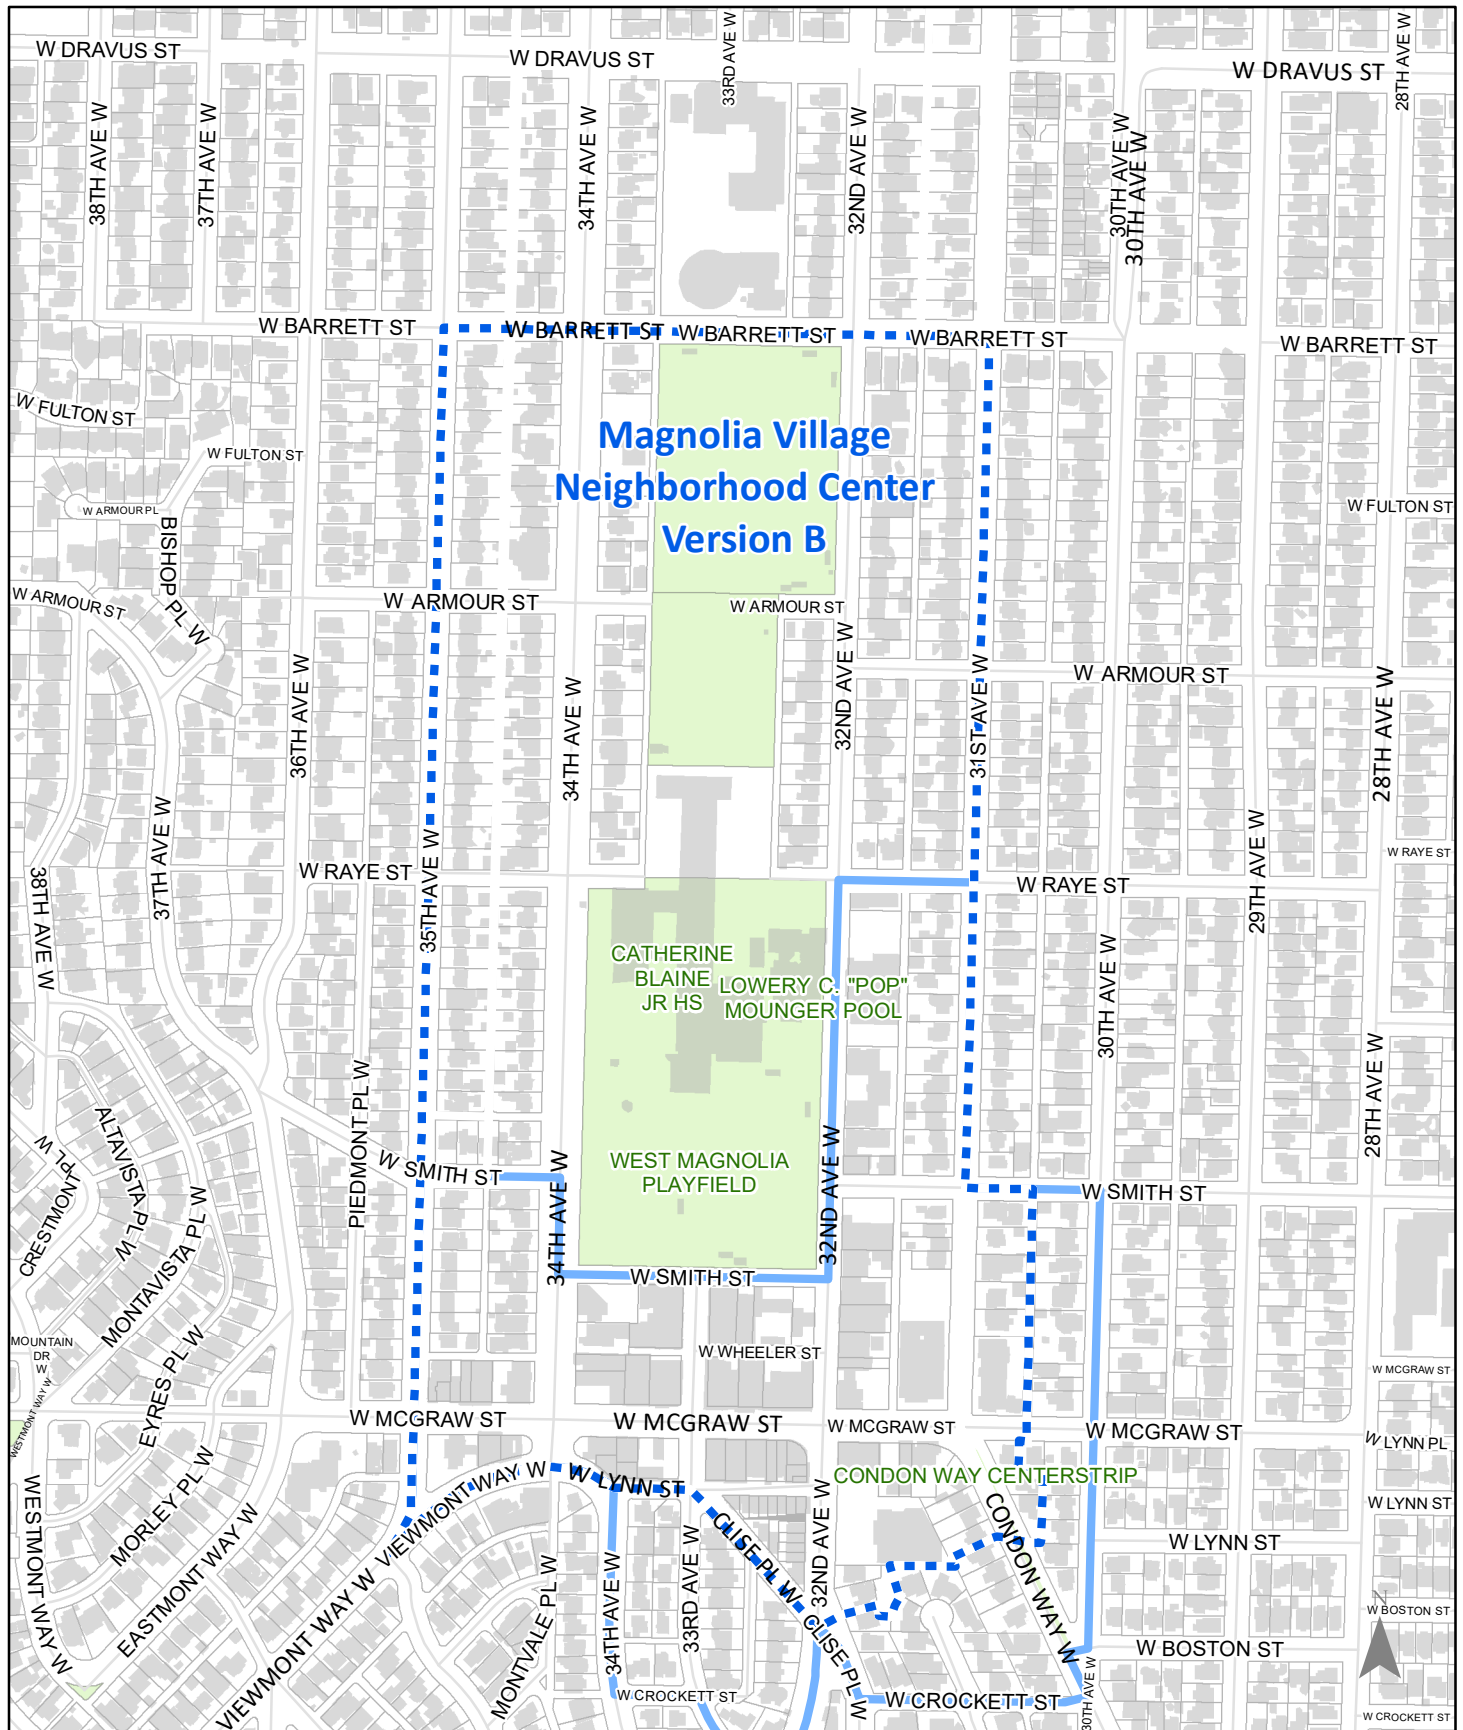 W DRAVUS ST
W DRAVUS ST
33RD AVE W
W DRAVUS ST
28TH AVE W
38TH AVE W
37TH AVE W
34TH AVE W
32ND AVE W
30TH AVE W
30TH AVE W
W BARRETT ST
W BARRETT ST
W BARRETT ST
W BARRETT ST
W BARRETT ST
W FULTON ST
W FULTON ST
Magnolia Village
Neighborhood Center
Version B
W ARMOUR PL
W FULTON ST
BISHOP PL W
W ARMOUR ST
W ARMOUR ST
W ARMOUR ST
W ARMOUR ST
36TH AVE W
34TH AVE W
32ND AVE W
31ST AVE W
28TH AVE W
37TH AVE W
35TH AVE W
38TH AVE W
W RAYE ST
W RAYE ST
W RAYE ST
29TH AVE W
CATHERINE
BLAINE
JR HS
LOWERY C. "POP"
MOUNGER POOL
30TH AVE W
28TH AVE W
PIEDMONT PL W
ALTAVISTA PL W
CRESTMONT PL W
W SMITH ST
WEST MAGNOLIA
PLAYFIELD
32ND AVE W
34TH AVE W
W SMITH ST
W SMITH ST
MONTAVISTA PL W
MOUNTAIN
DR
W
WESTMONT WAY W
EYRES PL W
W WHEELER ST
W MCGRAW ST
W MCGRAW ST
W MCGRAW ST
W MCGRAW ST
W MCGRAW ST
W LYNN PL
MORLEY PL W
WESTMONT WAY W
EASTMONT WAY W
VIEWMONT WAY W
VIEWMONT WAY W
W LYNN ST
CONDON WAY CENTERSTRIP
W LYNN ST
W LYNN ST
CLISE PL W
CLISE PL W
32ND AVE W
CONDON WAY W
33RD AVE W
34TH AVE W
MONTVALE PL W
N
W BOSTON ST
W BOSTON ST
W CROCKETT ST
W CROCKETT ST
30TH AVE W
W CROCKETT ST